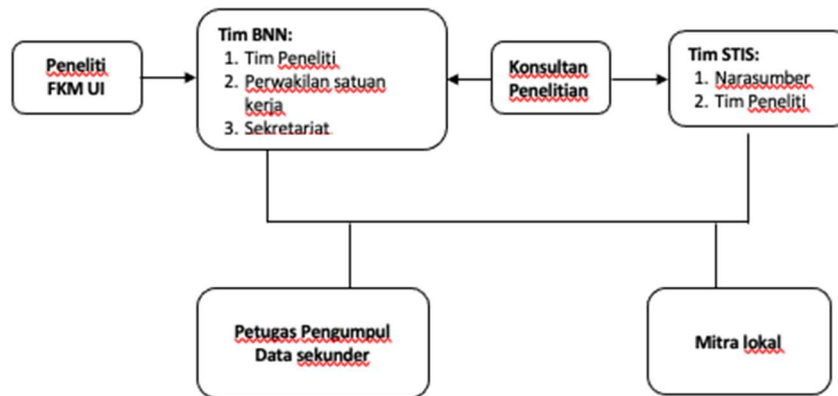 Peneliti
FKM UI
Tim BNN:
1. Tim Peneliti
2. Perwakilan satuan
kerja
3. Sekretariat
Konsultan
Penelitian
Tim STIS:
1. Narasumber
2. Tim Peneliti
Petugas Pengumpul
Data sekunder
Mitra lokal